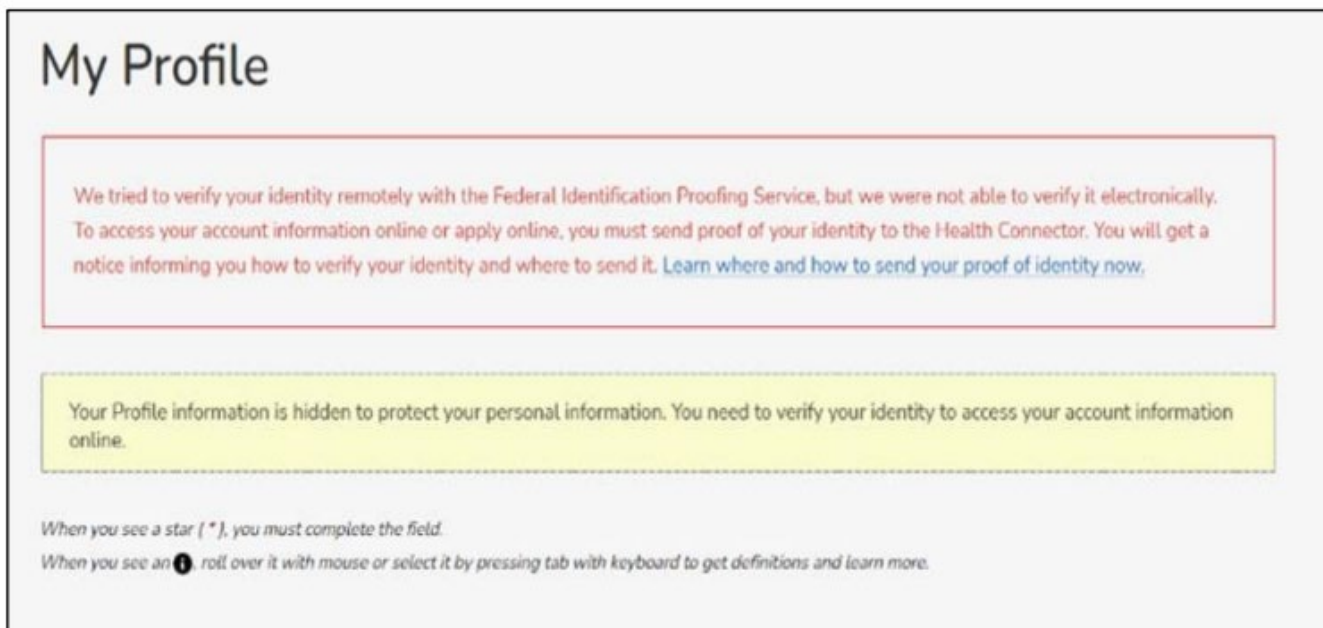 My Profile
We tried to verify your identity remotely with the Federal Identification Proofing Service, but we were not able to verify it electronically.
To access your account information online or apply online, you must send proof of your identity to the Health Connector. You will get a
notice informing you how to verify your identity and where to send it. Learn where and how to send your proof of identity now.
Your Profile information is hidden to protect your personal information. You need to verify your identity to access your account information
online.
When you see a star ( * ), you must complete the field.
When you see an i, roll over it with mouse or select it by pressing tab with keyboard to get definitions and learn more.